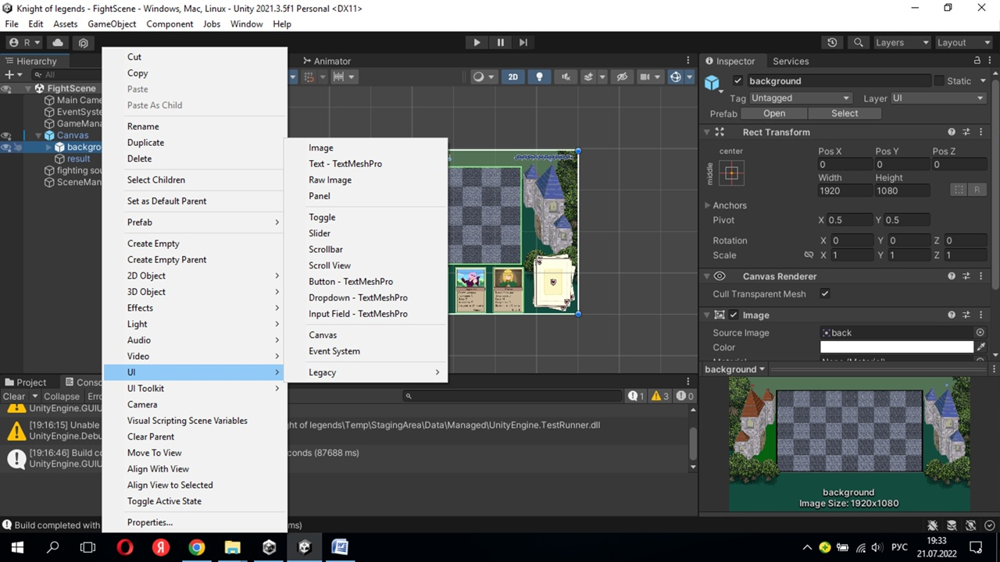 Knight of legends - FightScene - Windows, Mac, Linux - Unity 2021.3.5f1 Personal <DX11>
File Edit Assets GameObject Component Jobs Window Help
R Layers Layout
Hierarchy
All
FightScene
Main Came
EventSyste
GameMana
Canvas
backgro
result
fighting sou
SceneMan
Cut
Copy
Paste
Paste As Child
Rename
Duplicate
Delete
Select Children
Set as Default Parent
Prefab
Create Empty
Create Empty Parent
2D Object
3D Object
Effects
Light
Audio
Video
UI
UI Toolkit
Camera
Visual Scripting Scene Variables
Clear Parent
Move To View
Align With View
Align View to Selected
Toggle Active State
Properties...
Image
Text - TextMeshPro
Raw Image
Panel
Toggle
Slider
Scrollbar
Scroll View
Button - TextMeshPro
Dropdown - TextMeshPro
Input Field - TextMeshPro
Canvas
Event System
Legacy
Animator
2D
Inspector Services
background Static
Tag Untagged Layer UI
Prefab Open Select
Rect Transform
center
middle
Pos X Pos Y Pos Z
0 0 0
Width Height
1920 1080
R
Anchors
Pivot X 0.5 Y 0.5
Rotation X 0 Y 0 Z 0
Scale X 1 Y 1 Z 1
Canvas Renderer
Cull Transparent Mesh
Image
Source Image back
Color
background
background
Image Size: 1920x1080
Project Conso
Clear Collapse Erro
1 3 0
UnityEngine.GUIU
[19:16:15] Unable ght of legends\Temp\StagingArea\Data\Managed\UnityEngine.TestRunner.dll
UnityEngine.Debu
[19:16:46] Build co conds (87688 ms)
UnityEngine.GUIU
Build completed with ms)
РУС
19:33
21.07.2022